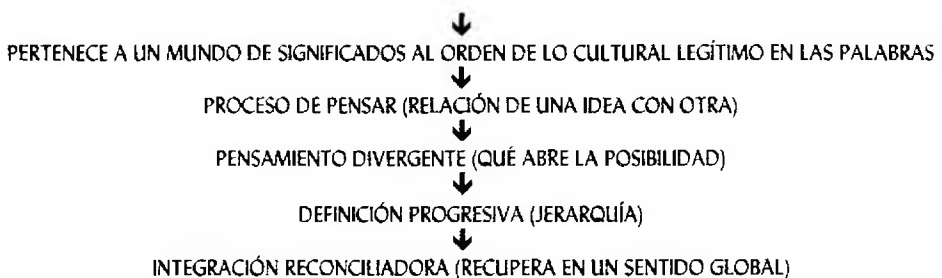 PERTENECE A UN MUNDO DE SIGNIFICADOS AL ORDEN DE LO CULTURAL LEGÍTIMO EN LAS PALABRAS
PROCESO DE PENSAR (RELACIÓN DE UNA IDEA CON OTRA)
PENSAMIENTO DIVERGENTE (QUÉ ABRE LA POSIBILIDAD)
DEFINICIÓN PROGRESIVA (JERARQUÍA)
INTEGRACIÓN RECONCILIADORA (RECUPERA EN UN SENTIDO GLOBAL)